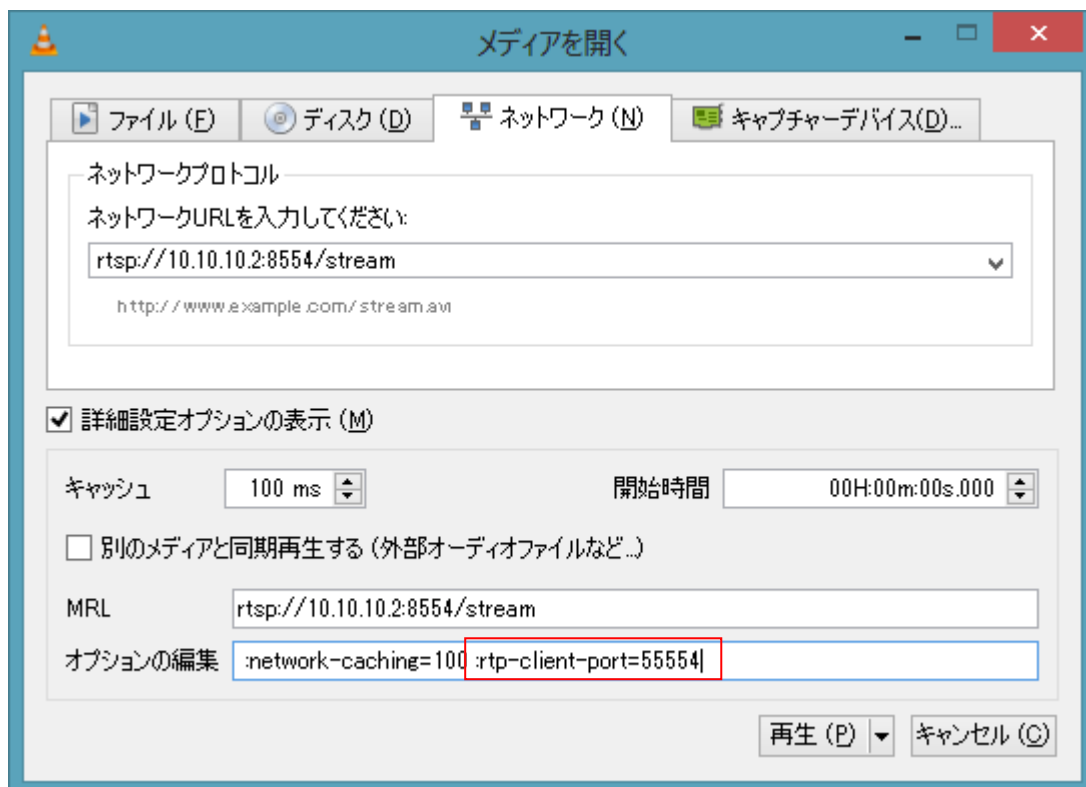 メディアを開く
ファイル (F) ディスク (D) ネットワーク (N) キャプチャーデバイス(D)...
ネットワークプロトコル
ネットワークURLを入力してください:
rtsp://10.10.10.2:8554/stream
http://www.example.com/stream.avi
詳細設定オプションの表示 (M)
キャッシュ 100 ms 開始時間 00H:00m:00s.000
別のメディアと同期再生する (外部オーディオファイルなど...)
MRL rtsp://10.10.10.2:8554/stream
オプションの編集 :network-caching=100 :rtp-client-port=55554
再生 (P) キャンセル (C)